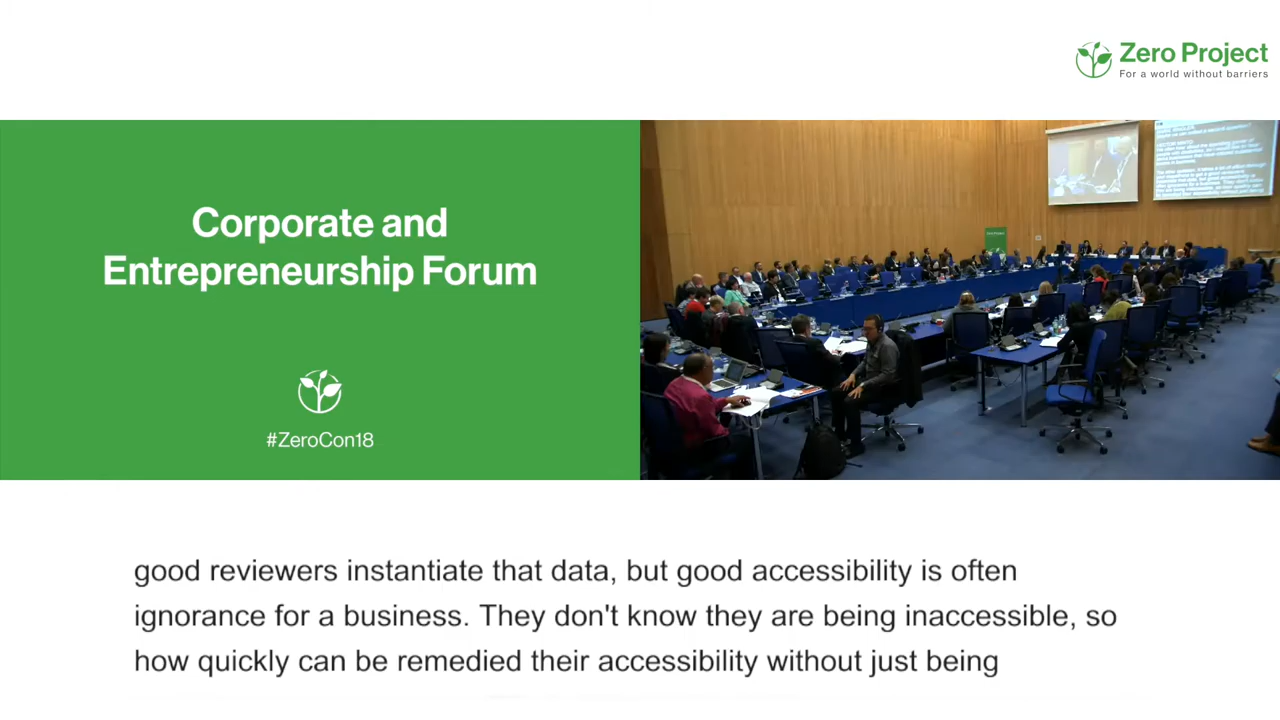 Zero Project
For a world without barriers
Corporate and
Entrepreneurship Forum
#ZeroCon18
good reviewers instantiate that data, but good accessibility is often
ignorance for a business. They don't know they are being inaccessible, so
how quickly can be remedied their accessibility without just being